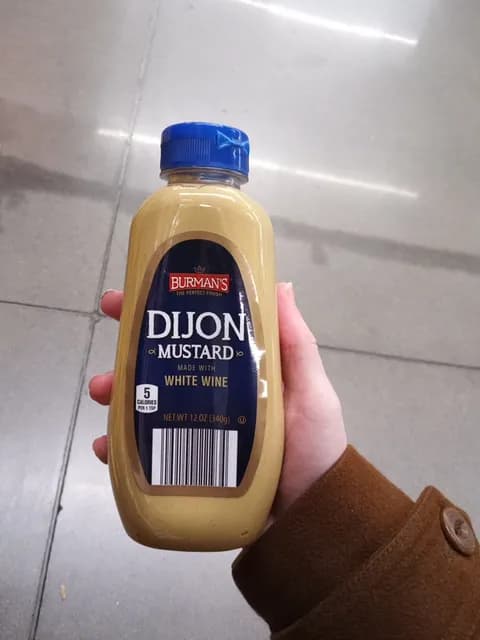 BURMAN'S
THE PERFECT FINISH
DIJON
MUSTARD
MADE WITH
WHITE WINE
5
CALORIES
PER 1 TSP
NET WT 12 OZ (340g)